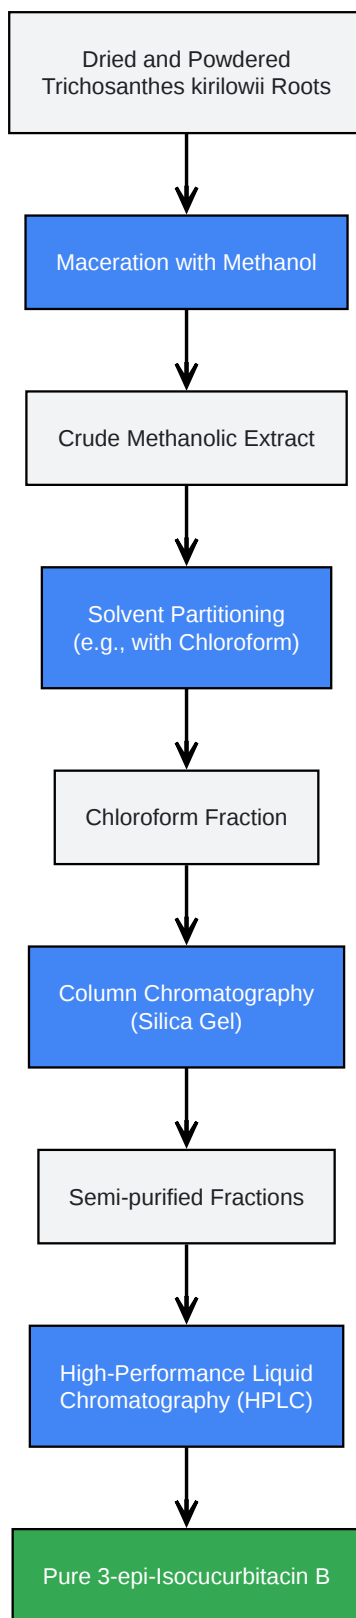 Dried and Powdered
Trichosanthes kirilowii Roots
Maceration with Methanol
Crude Methanolic Extract
Solvent Partitioning
(e.g., with Chloroform)
Chloroform Fraction
Column Chromatography
(Silica Gel)
Semi-purified Fractions
High-Performance Liquid
Chromatography (HPLC)
Pure 3-epi-Isocucurbitacin B